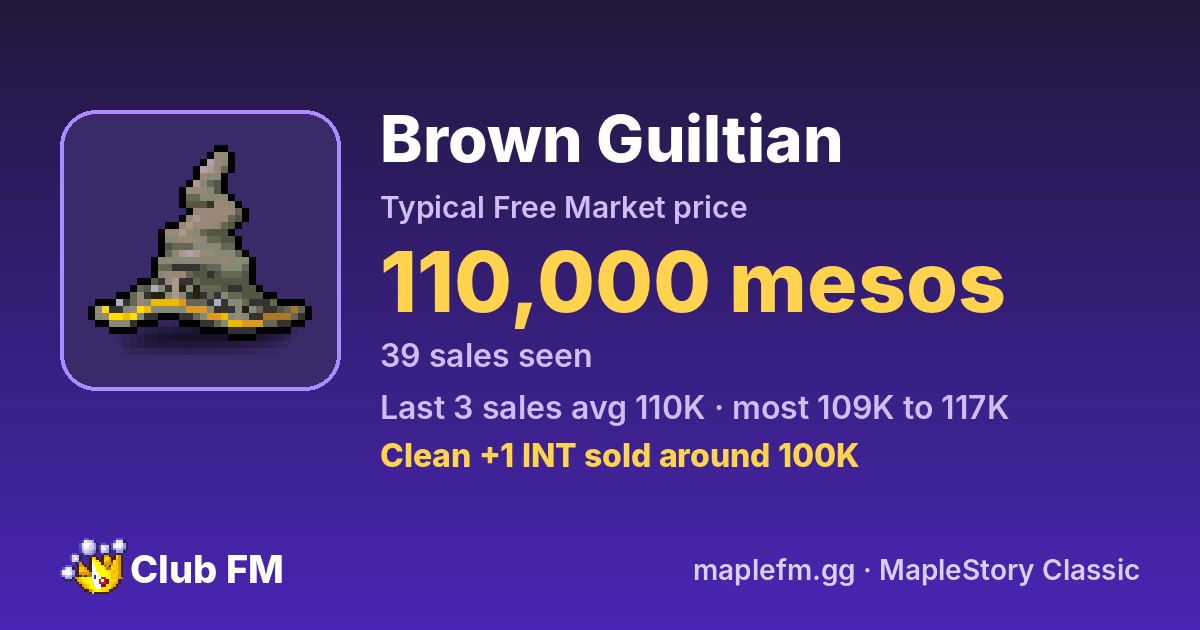 Brown Guiltian
Typical Free Market price
110,000 mesos
39 sales seen
Last 3 sales avg 110K · most 109K to 117K
Clean +1 INT sold around 100K
Club FM
maplefm.gg · MapleStory Classic